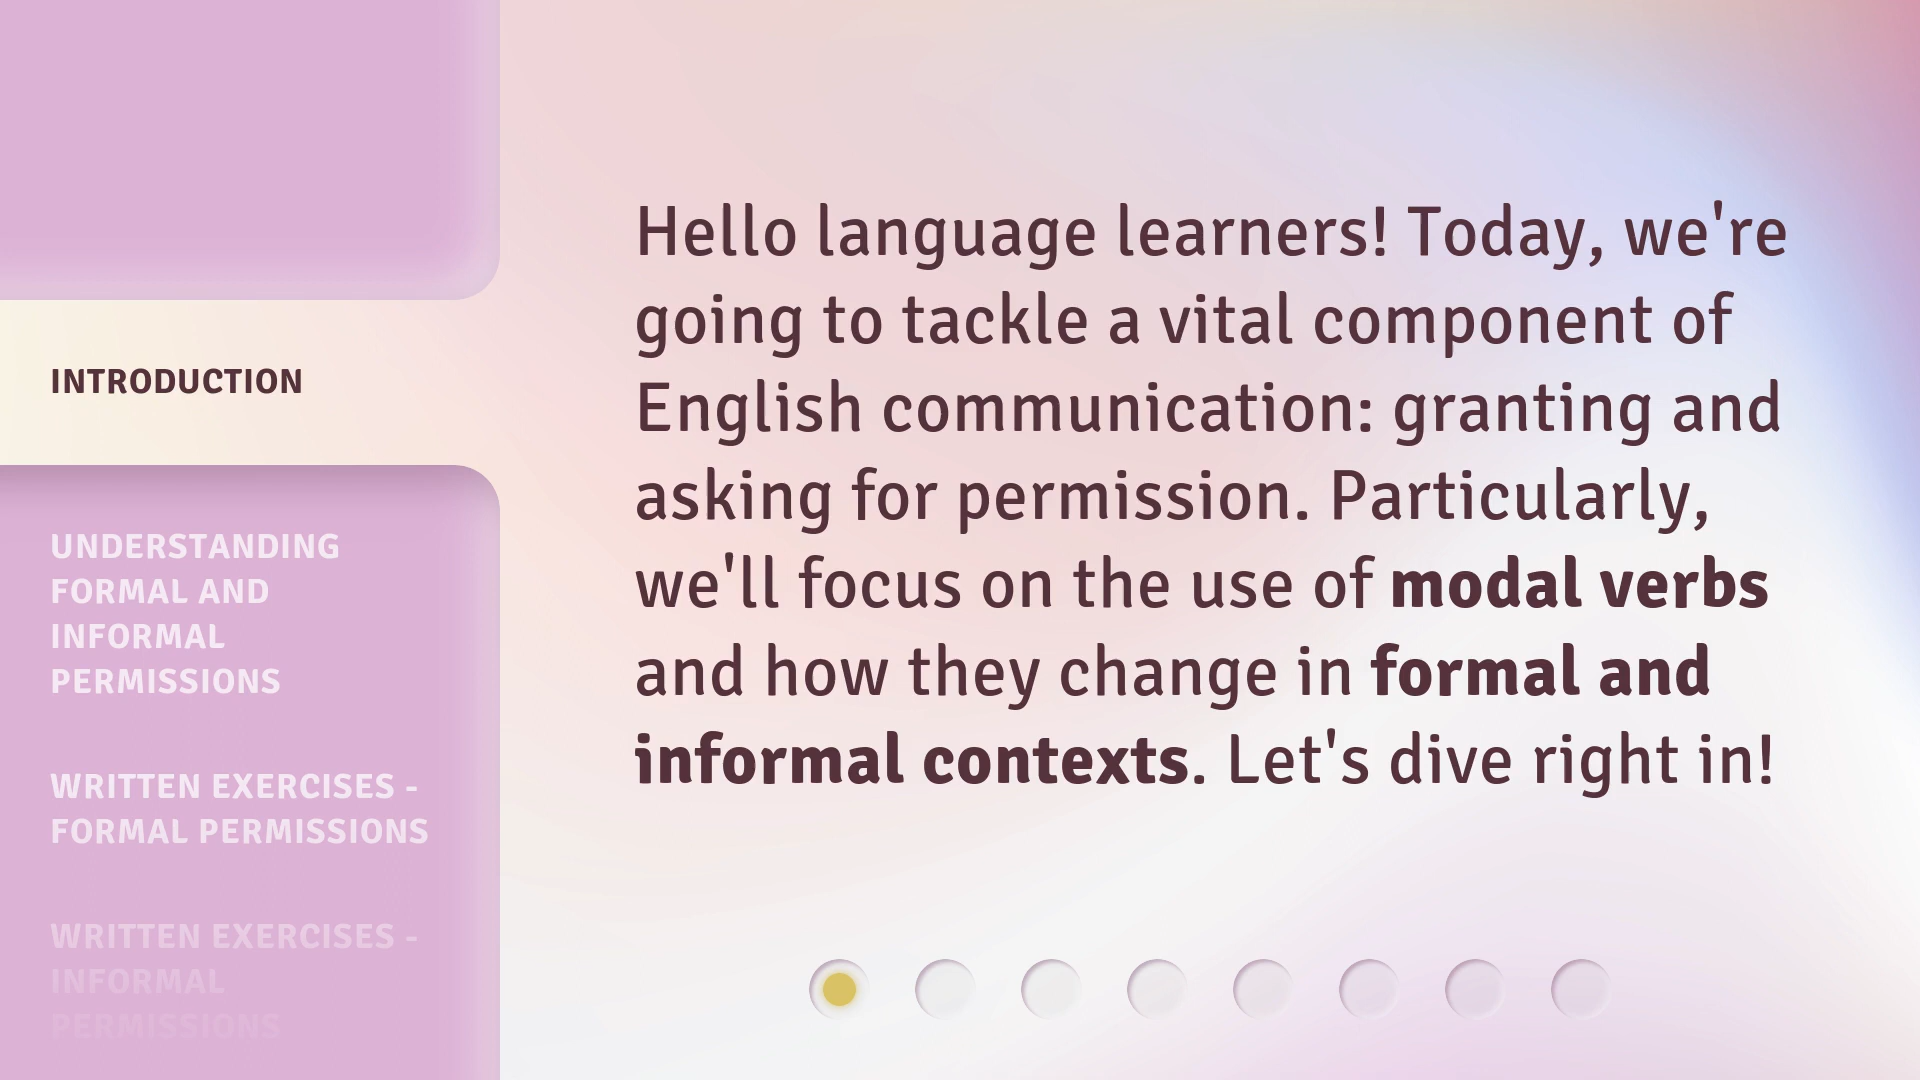 INTRODUCTION
UNDERSTANDING
FORMAL AND
INFORMAL
PERMISSIONS
WRITTEN EXERCISES -
FORMAL PERMISSIONS
WRITTEN EXERCISES -
INFORMAL
PERMISSIONS
Hello language learners! Today, we're
going to tackle a vital component of
English communication: granting and
asking for permission. Particularly,
we'll focus on the use of modal verbs
and how they change in formal and
informal contexts. Let's dive right in!